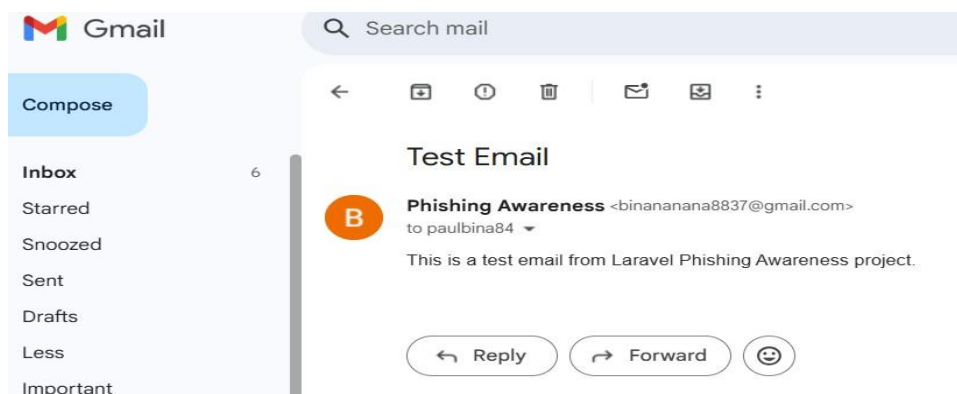 Gmail
Search mail
Compose
Inbox 6
Starred
Snoozed
Sent
Drafts
Less
Important
Test Email
B
Phishing Awareness <binananana8837@gmail.com>
to paulbina84
This is a test email from Laravel Phishing Awareness project.
Reply
Forward